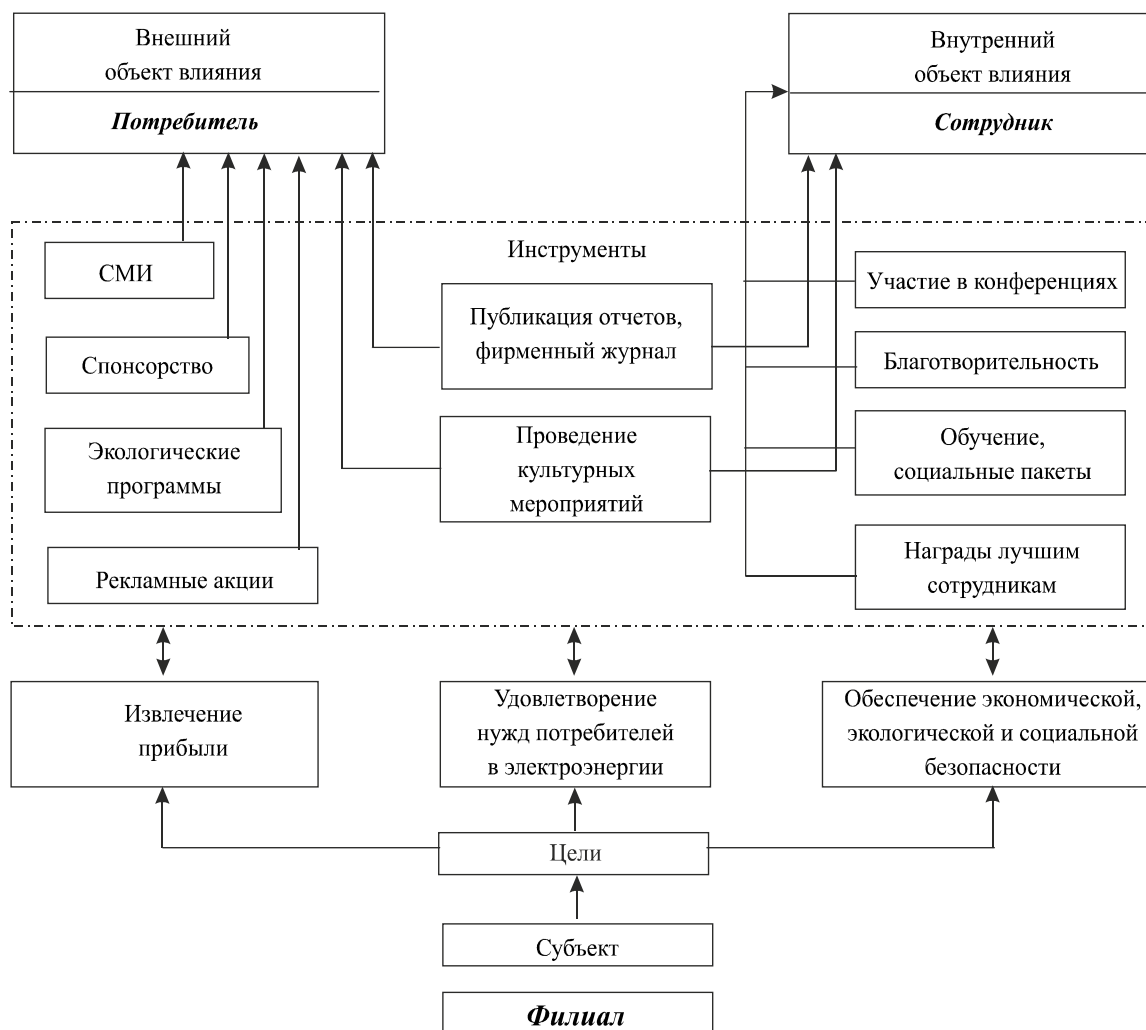 Внешний
объект влияния
Потребитель
Внутренний
объект влияния
Сотрудник
Инструменты
СМИ
Спонсорство
Экологические
программы
Рекламные акции
Публикация отчетов,
фирменный журнал
Проведение
культурных
мероприятий
Участие в конференциях
Благотворительность
Обучение,
социальные пакеты
Награды лучшим
сотрудникам
Извлечение
прибыли
Удовлетворение
нужд потребителей
в электроэнергии
Обеспечение экономической,
экологической и социальной
безопасности
Цели
Субъект
Филиал